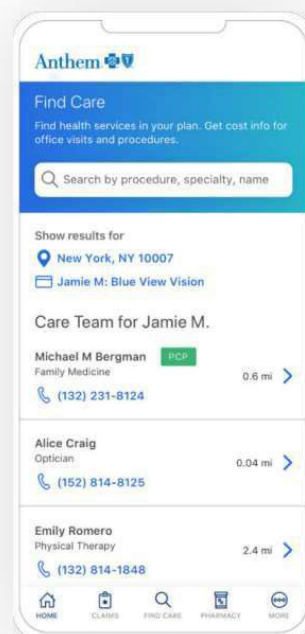 Anthem
Find Care
Find health services in your plan. Get cost info for
office visits and procedures.
Search by procedure, specialty, name
Show results for
New York, NY 10007
Jamie M: Blue View Vision
Care Team for Jamie M.
Michael M Bergman PCP
Family Medicine
0.6 mi
(132) 231-8124
Alice Craig
Optician
0.04 mi
(152) 814-8125
Emily Romero
Physical Therapy
2.4 mi
(132) 814-1848
HOME CLAIMS FIND CARE PHARMACY MORE